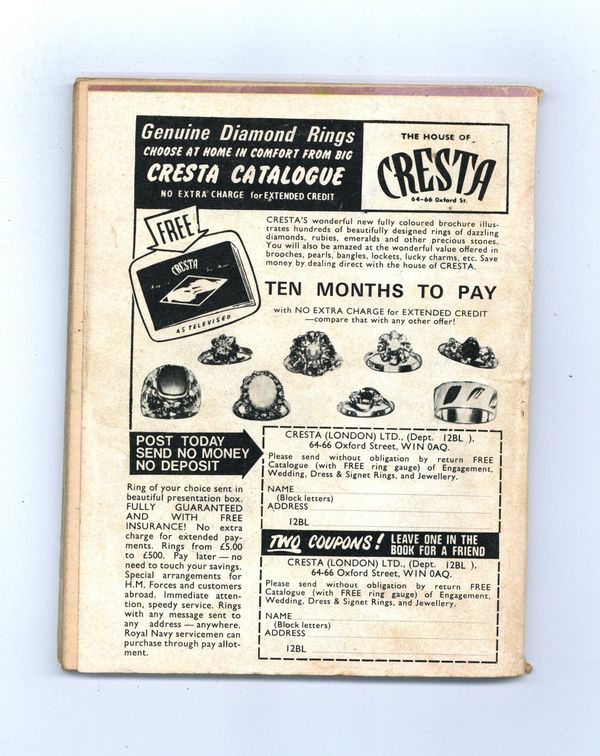 Genuine Diamond Rings
CHOOSE AT HOME IN COMFORT FROM BIG
CRESTA CATALOGUE
NO EXTRA CHARGE for EXTENDED CREDIT
THE HOUSE OF
CRESTA
64-66 Oxford St.
FREE!
CRESTA
AS TELEVISED
CRESTA'S wonderful new fully coloured brochure illus-
trates hundreds of beautifully designed rings of dazzling
diamonds, rubies, emeralds and other precious stones.
You will also be amazed at the wonderful value offered in
brooches, pearls, bangles, lockets, lucky charms, etc. Save
money by dealing direct with the house of CRESTA.
TEN MONTHS TO PAY
with NO EXTRA CHARGE for EXTENDED CREDIT
—compare that with any other offer!
POST TODAY
SEND NO MONEY
NO DEPOSIT
Ring of your choice sent in
beautiful presentation box.
FULLY GUARANTEED
AND WITH FREE
INSURANCE! No extra
charge for extended pay-
ments. Rings from £5.00
to £500. Pay later — no
need to touch your savings.
Special arrangements for
H.M. Forces and customers
abroad. Immediate atten-
tion, speedy service. Rings
with any message sent to
any address — anywhere.
Royal Navy servicemen can
purchase through pay allot-
ment.
CRESTA (LONDON) LTD., (Dept. 12BL ).
64-66 Oxford Street, W1N 0AQ.
Please send without obligation by return FREE
Catalogue (with FREE ring gauge) of Engagement,
Wedding, Dress & Signet Rings, and Jewellery.
NAME
(Block letters)
ADDRESS
12BL
TWO COUPONS! LEAVE ONE IN THE
BOOK FOR A FRIEND
CRESTA (LONDON) LTD., (Dept. 12BL ).
64-66 Oxford Street, W1N 0AQ.
Please send without obligation by return FREE
Catalogue (with FREE ring gauge) of Engagement,
Wedding, Dress & Signet Rings, and Jewellery.
NAME
(Block letters)
ADDRESS
12BL